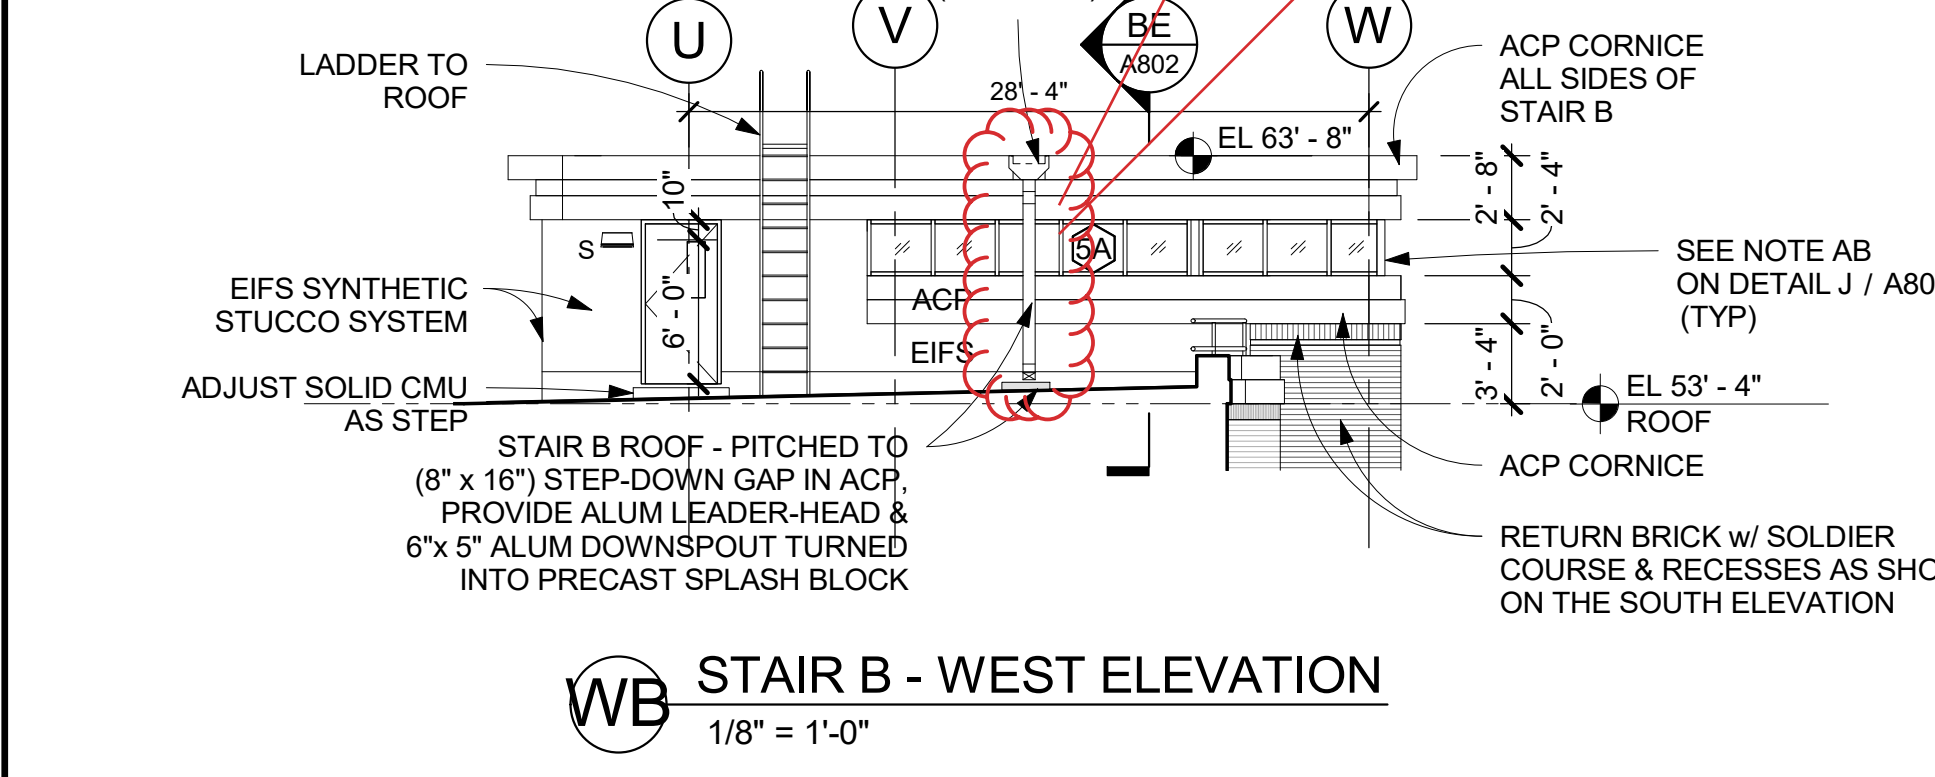 U
V
BE
A802
W
LADDER TO
ROOF
28' - 4"
EL 63' - 8"
ACP CORNICE
ALL SIDES OF
STAIR B
10"
2' - 8"
2' - 4"
S
5A
6' - 0"
SEE NOTE AB
ON DETAIL J / A80
(TYP)
EIFS SYNTHETIC
STUCCO SYSTEM
ACP
EIFS
3' - 4"
2' - 0"
ADJUST SOLID CMU
AS STEP
EL 53' - 4"
ROOF
STAIR B ROOF - PITCHED TO
(8" x 16") STEP-DOWN GAP IN ACP,
PROVIDE ALUM LEADER-HEAD &
6"x 5" ALUM DOWNSPOUT TURNED
INTO PRECAST SPLASH BLOCK
ACP CORNICE
RETURN BRICK w/ SOLDIER
COURSE & RECESSES AS SHO
ON THE SOUTH ELEVATION
WB
STAIR B - WEST ELEVATION
1/8" = 1'-0"